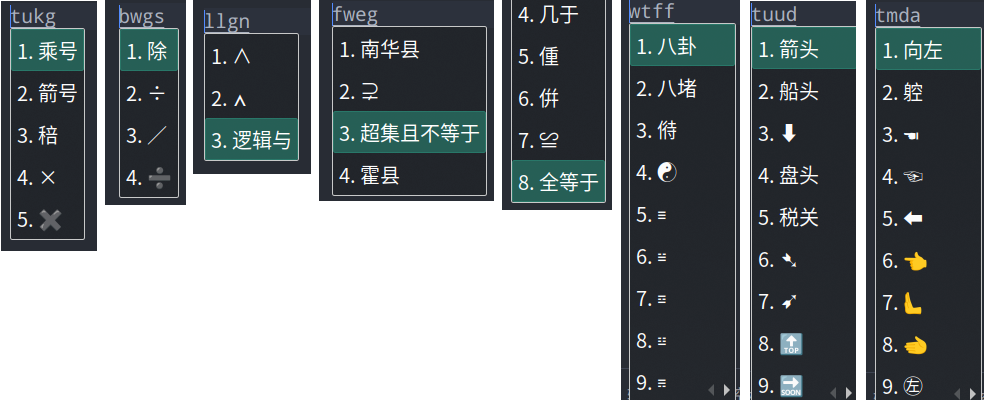 tukg
1. 乘号
2. 箭号
3. 稖
4. ×
5. ✖
bwgs
1. 除
2. ÷
3. ／
4. ➗
llgn
1. ∧
2. ʌ
3. 逻辑与
fweg
1. 南华县
2. ⊋
3. 超集且不等于
4. 霍县
4. 几于
5. 偅
6. 倂
7. ≌
8. 全等于
wtff
1. 八卦
2. 八堵
3. 偫
4. ☯
5. ☰
6. ☱
7. ☲
8. ☳
9. ☴
tuud
1. 箭头
2. 船头
3. ⬇
4. 盘头
5. 税关
6. ➷
7. ➹
8. 🔝
9. 🔜
tmda
1. 向左
2. 躻
3. ☚
4. ☜
5. ⬅
6. 👈
7. 🫷
8. 🫲
9. ㊧